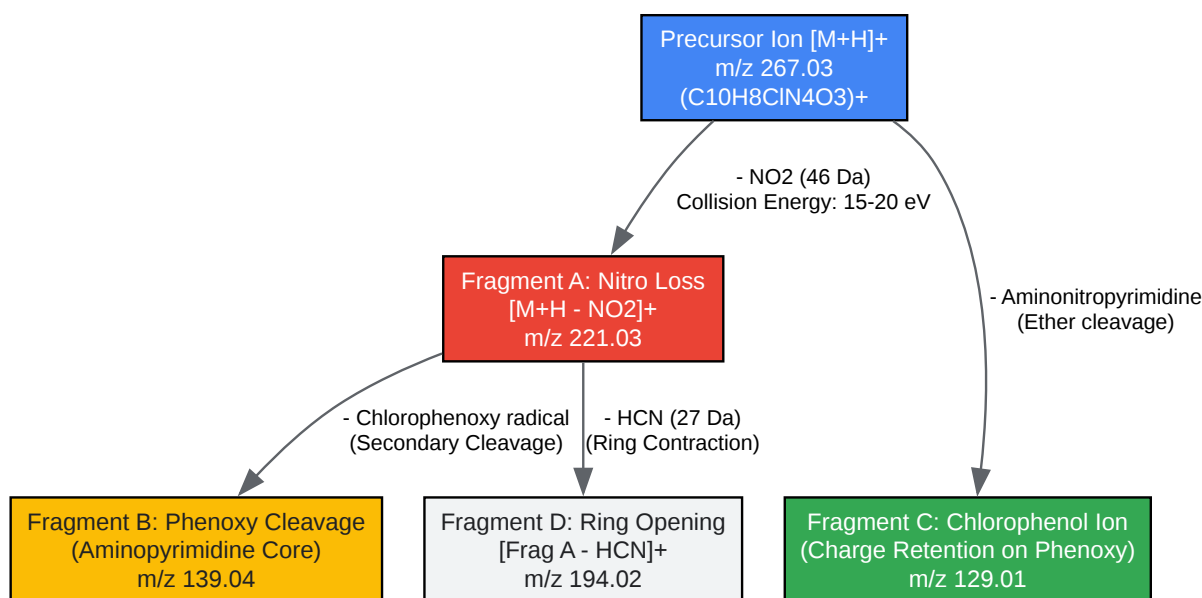 Precursor Ion [M+H]+
m/z 267.03
(C10H8ClN4O3)+
- NO2 (46 Da)
Collision Energy: 15-20 eV
Fragment A: Nitro Loss
[M+H - NO2]+
m/z 221.03
- Aminonitropyrimidine
(Ether cleavage)
- Chlorophenoxy radical
(Secondary Cleavage)
- HCN (27 Da)
(Ring Contraction)
Fragment B: Phenoxy Cleavage
(Aminopyrimidine Core)
m/z 139.04
Fragment D: Ring Opening
[Frag A - HCN]+
m/z 194.02
Fragment C: Chlorophenol Ion
(Charge Retention on Phenoxy)
m/z 129.01